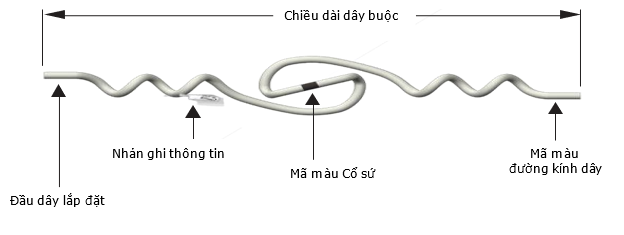 Chiều dài dây buộc
Nhãn ghi thông tin
Mã màu Cổ sứ
Mã màu
đường kính dây
Đầu dây lắp đặt